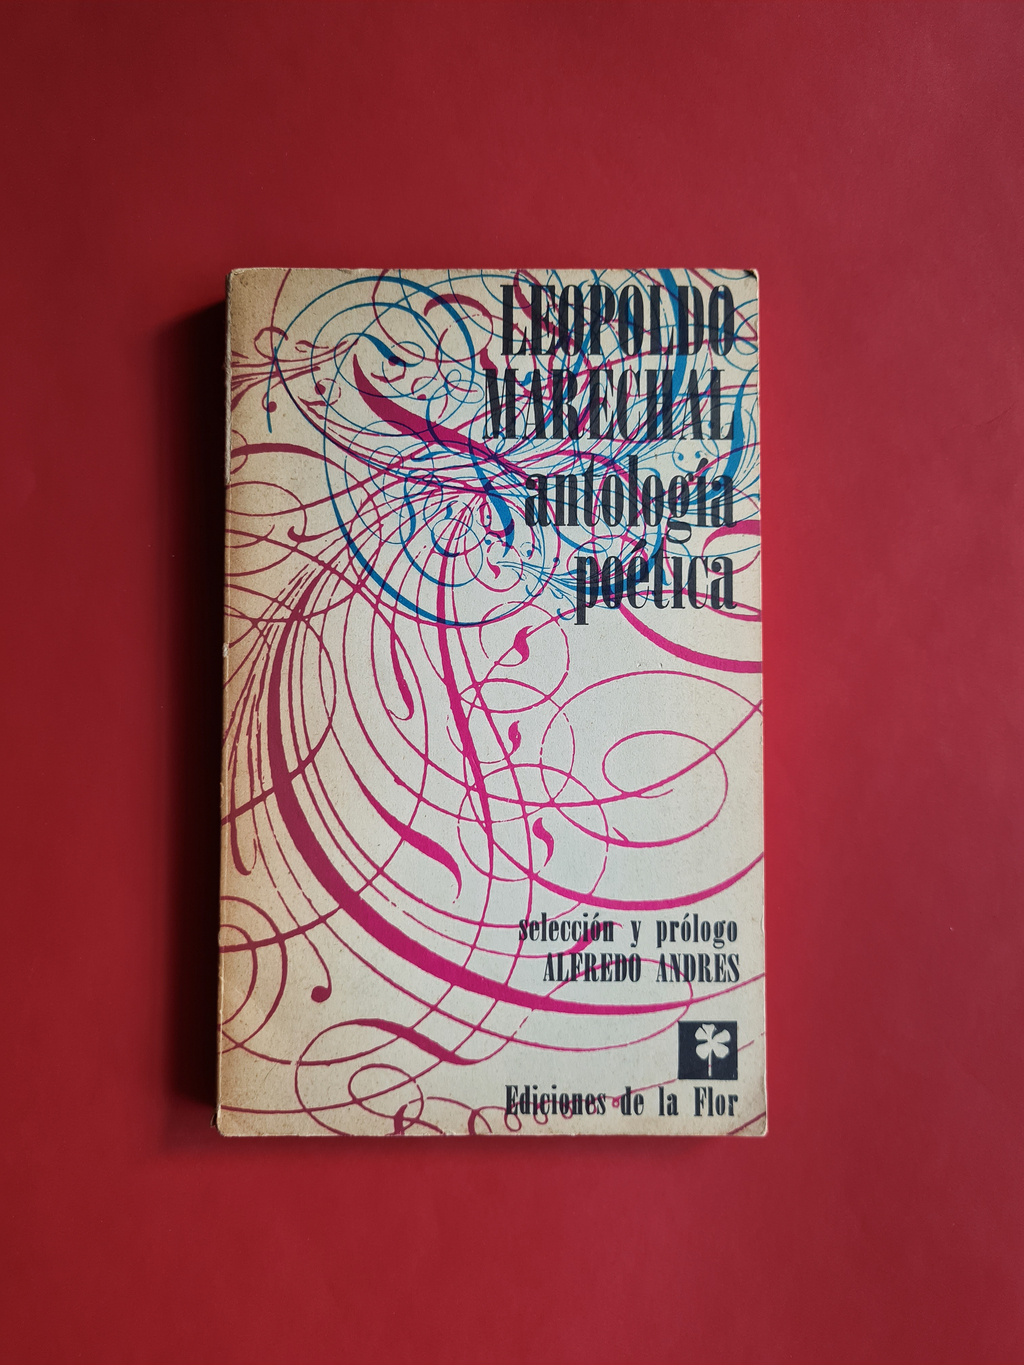 LEOPOLDO
MARECHAL
antología
poética
selección y prólogo
ALFREDO ANDRES
Ediciones de la Flor